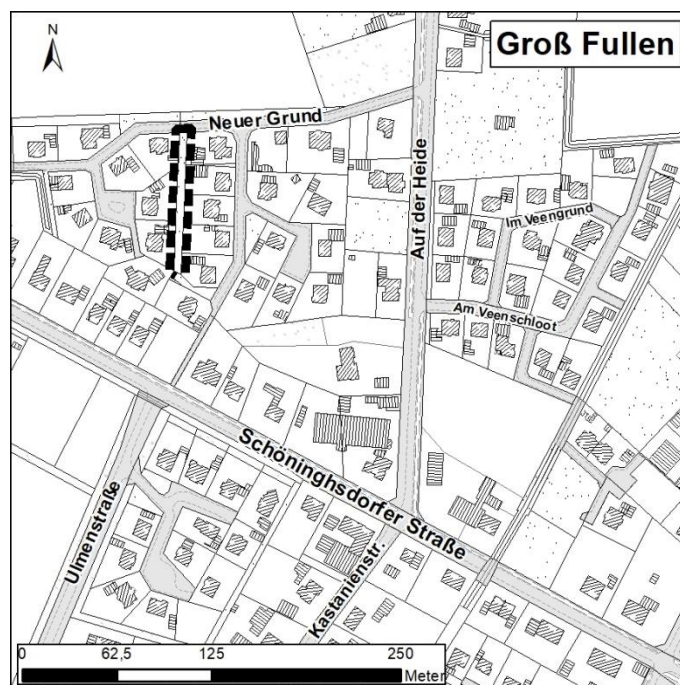 N
Groß Fullen
Neuer Grund
Auf der Heide
Im Veengrund
Am Veenschloot
Schöninghsdorfer Straße
Ulmenstraße
Kastanienstr.
0 62,5 125 250
Meter